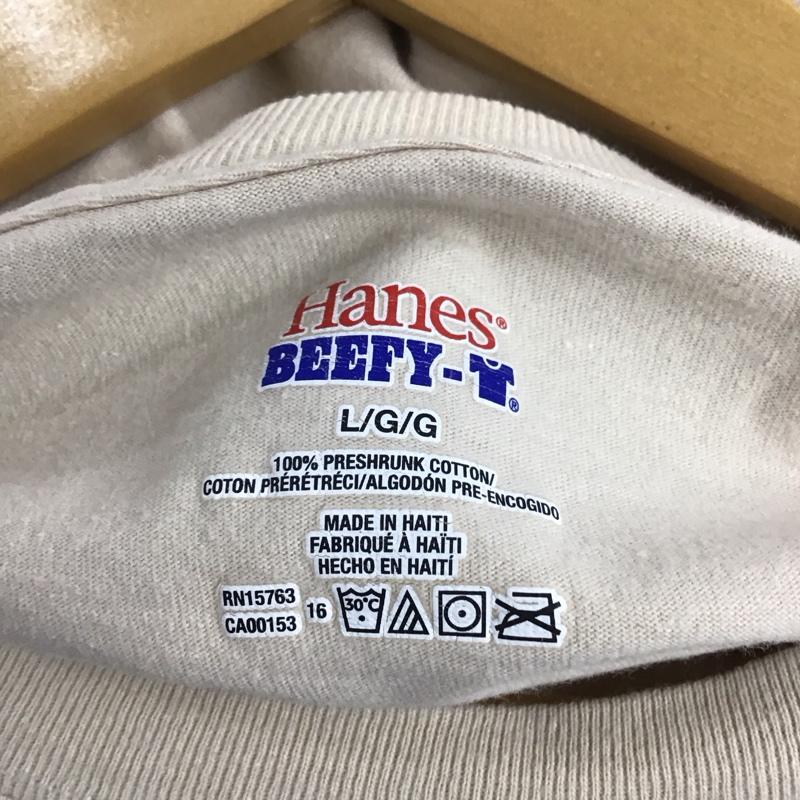 Hanes®
BEEFY-T®
L/G/G
100% PRESHRUNK COTTON/
COTON PRÉRÉTRÉCI/ALGODÓN PRE-ENCOGIDO
MADE IN HAITI
FABRIQUÉ À HAÏTI
HECHO EN HAITÍ
RN15763
CA00153
16
30°C